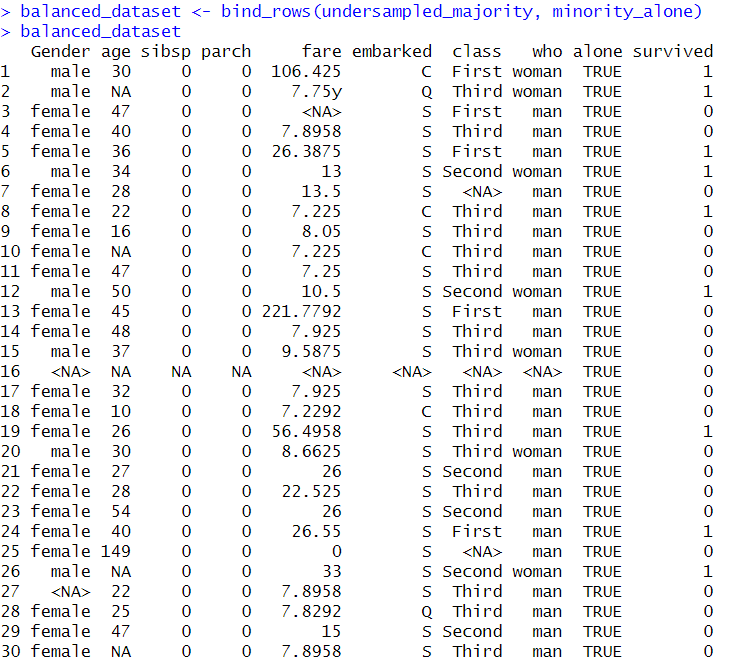 > balanced_dataset <- bind_rows(undersampled_majority, minority_alone)
> balanced_dataset
Gender age sibsp parch fare embarked class who alone survived
1 male 30 0 0 106.425 C First woman TRUE 1
2 male NA 0 0 7.75y Q Third woman TRUE 1
3 female 47 0 0 <NA> S First man TRUE 0
4 female 40 0 0 7.8958 S Third man TRUE 0
5 female 36 0 0 26.3875 S First man TRUE 1
6 male 34 0 0 13 S Second woman TRUE 1
7 female 28 0 0 13.5 S <NA> man TRUE 0
8 female 22 0 0 7.225 C Third man TRUE 1
9 female 16 0 0 8.05 S Third man TRUE 0
10 female NA 0 0 7.225 C Third man TRUE 0
11 female 47 0 0 7.25 S Third man TRUE 0
12 male 50 0 0 10.5 S Second woman TRUE 1
13 female 45 0 0 221.7792 S First man TRUE 0
14 female 48 0 0 7.925 S Third man TRUE 0
15 male 37 0 0 9.5875 S Third woman TRUE 0
16 <NA> NA NA NA <NA> <NA> <NA> <NA> TRUE 0
17 female 32 0 0 7.925 S Third man TRUE 0
18 female 10 0 0 7.2292 C Third man TRUE 0
19 female 26 0 0 56.4958 S Third man TRUE 1
20 male 30 0 0 8.6625 S Third woman TRUE 0
21 female 27 0 0 26 S Second man TRUE 0
22 female 28 0 0 22.525 S Third man TRUE 0
23 female 54 0 0 26 S Second man TRUE 0
24 female 40 0 0 26.55 S First man TRUE 1
25 female 149 0 0 0 S <NA> man TRUE 0
26 male NA 0 0 33 S Second woman TRUE 1
27 <NA> 22 0 0 7.8958 S Third man TRUE 0
28 female 25 0 0 7.8292 Q Third man TRUE 0
29 female 47 0 0 15 S Second man TRUE 0
30 female NA 0 0 7.8958 S Third man TRUE 0